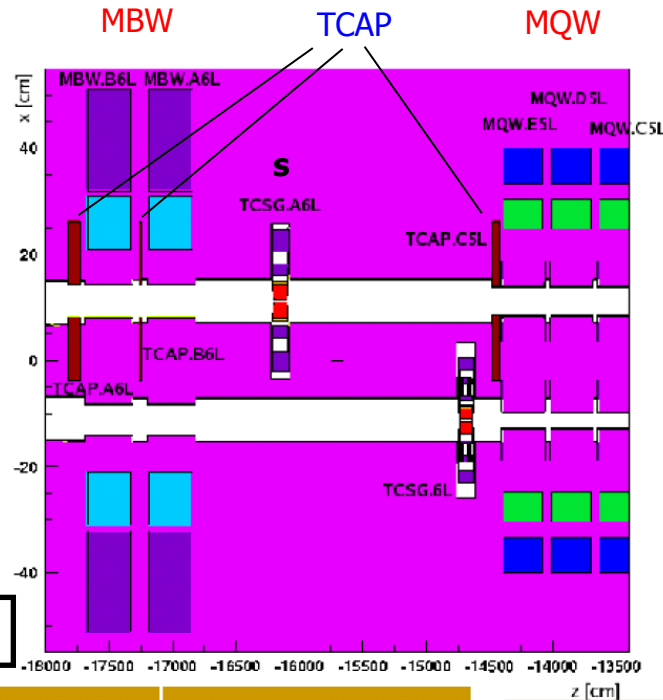 MBW TCAP MQW
x [cm]
MBW.B6L MBW.A6L
MQW.D5L
MQW.E5L
MQW.C5L
40
S
TCSG.A6L
20
TCAP.C5L
0
TCAP.B6L
TCAP.A6L
-20
TCSG.6L
-40
-18000 -17500 -17000 -16500 -16000 -15500 -15000 -14500 -14000 -13500
z [cm]